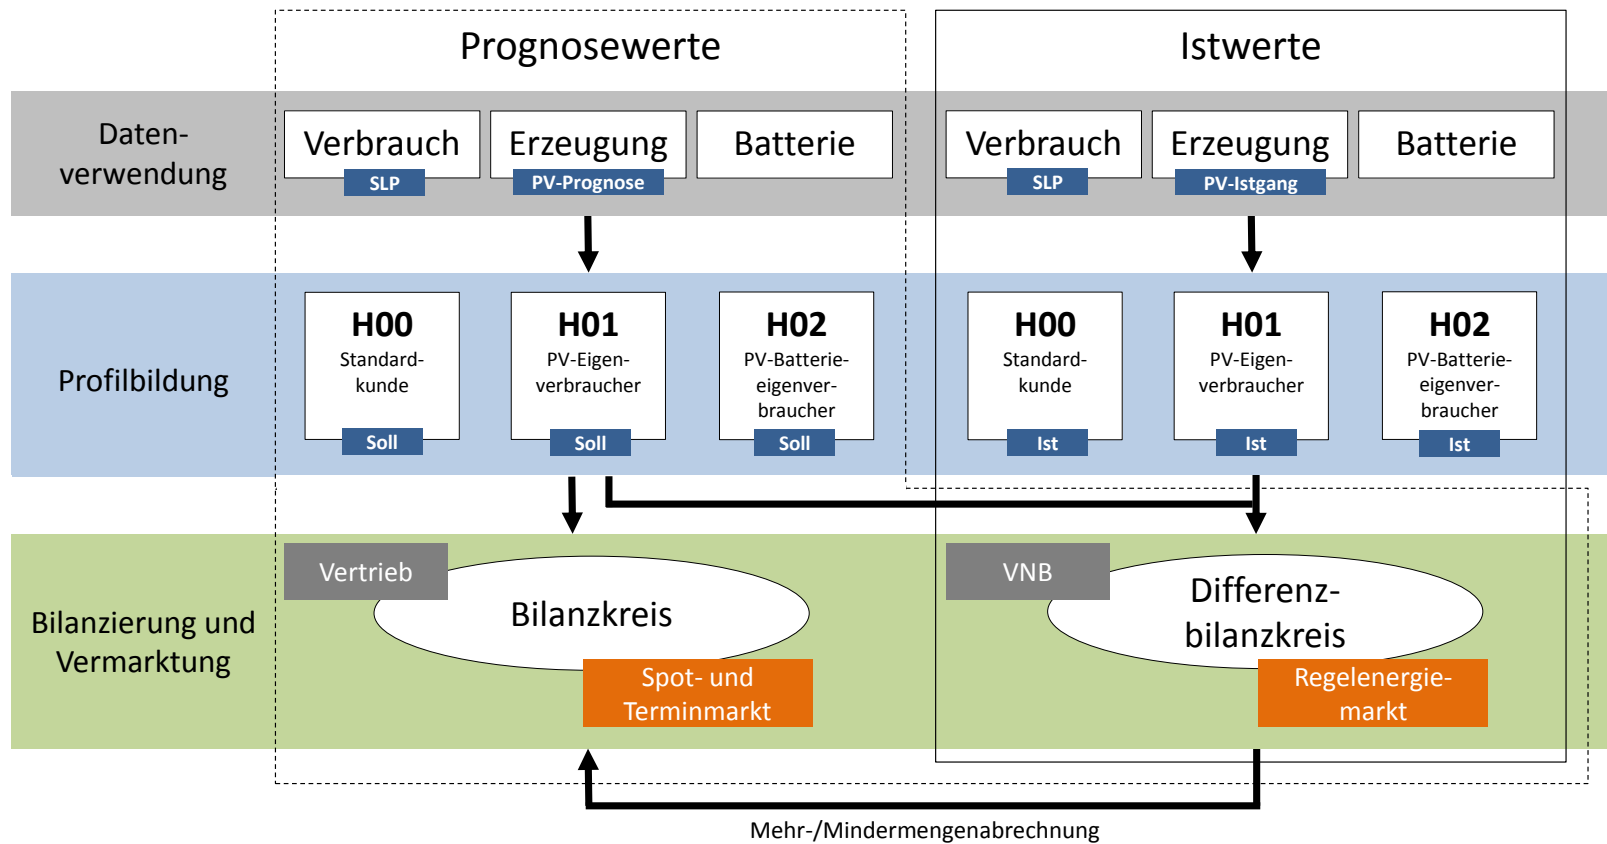 Prognosewerte
Istwerte
Daten-
verwendung
Verbrauch
SLP
Erzeugung
PV-Prognose
Batterie
Verbrauch
SLP
Erzeugung
PV-Istgang
Batterie
Profilbildung
H00
Standard-
kunde
Soll
H01
PV-Eigen-
verbraucher
Soll
H02
PV-Batterie-
eigenver-
braucher
Soll
H00
Standard-
kunde
Ist
H01
PV-Eigen-
verbraucher
Ist
H02
PV-Batterie-
eigenver-
braucher
Ist
Bilanzierung und
Vermarktung
Vertrieb
Bilanzkreis
Spot- und
Terminmarkt
VNB
Differenz-
bilanzkreis
Regelenergie-
markt
Mehr-/Mindermengenabrechnung